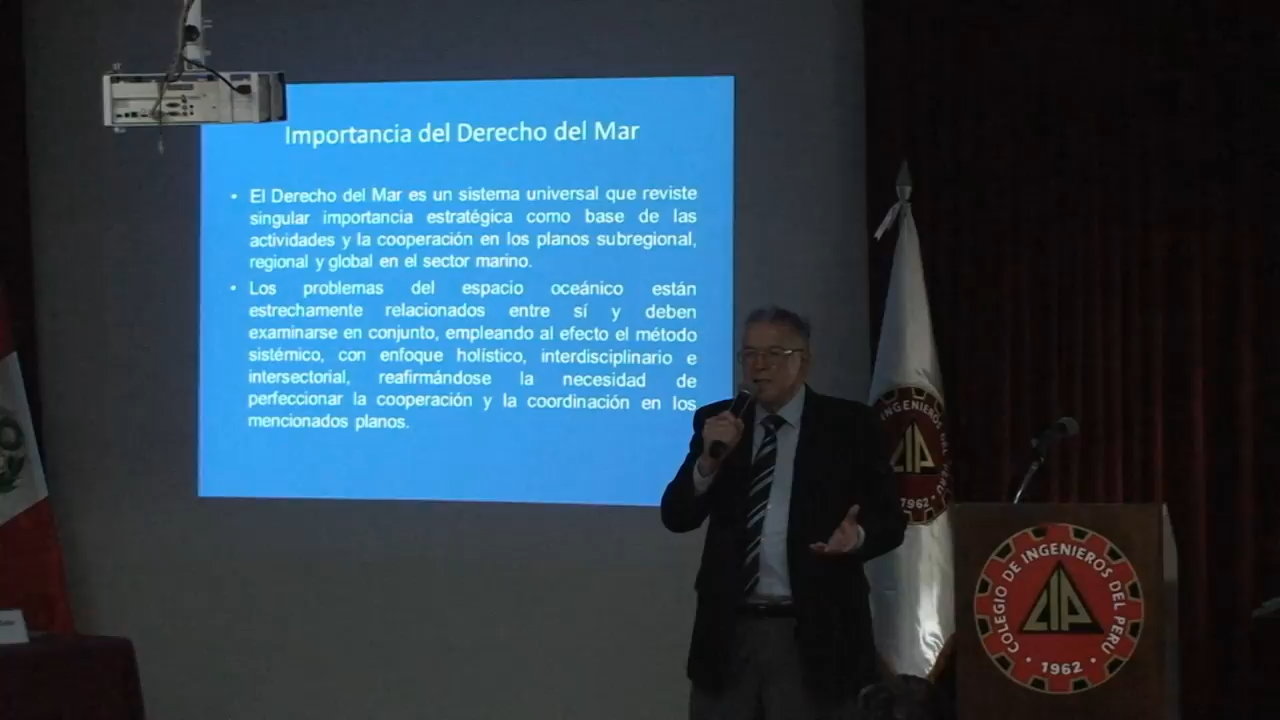 Importancia del Derecho del Mar
• El Derecho del Mar es un sistema universal que reviste
singular importancia estratégica como base de las
actividades y la cooperación en los planos subregional,
regional y global en el sector marino.
• Los problemas del espacio oceánico están
estrechamente relacionados entre sí y deben
examinarse en conjunto, empleando al efecto el método
sistémico, con enfoque holístico, interdisciplinario e
intersectorial, reafirmándose la necesidad de
perfeccionar la cooperación y la coordinación en los
mencionados planos.
INGENIEROS DEL
CIP
1962
COLEGIO DE INGENIEROS DEL PERU
CIP
• 1962 •